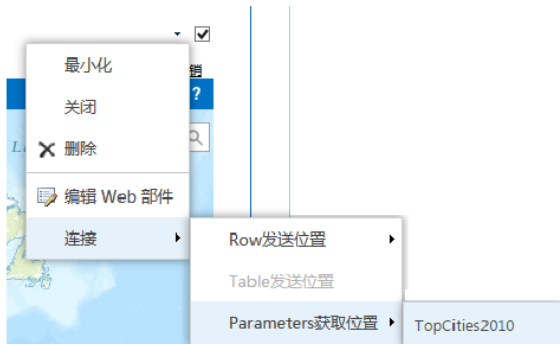 最小化
销
?
关闭
L
删除
编辑 Web 部件
连接
Row发送位置
Table发送位置
Parameters获取位置
TopCities2010